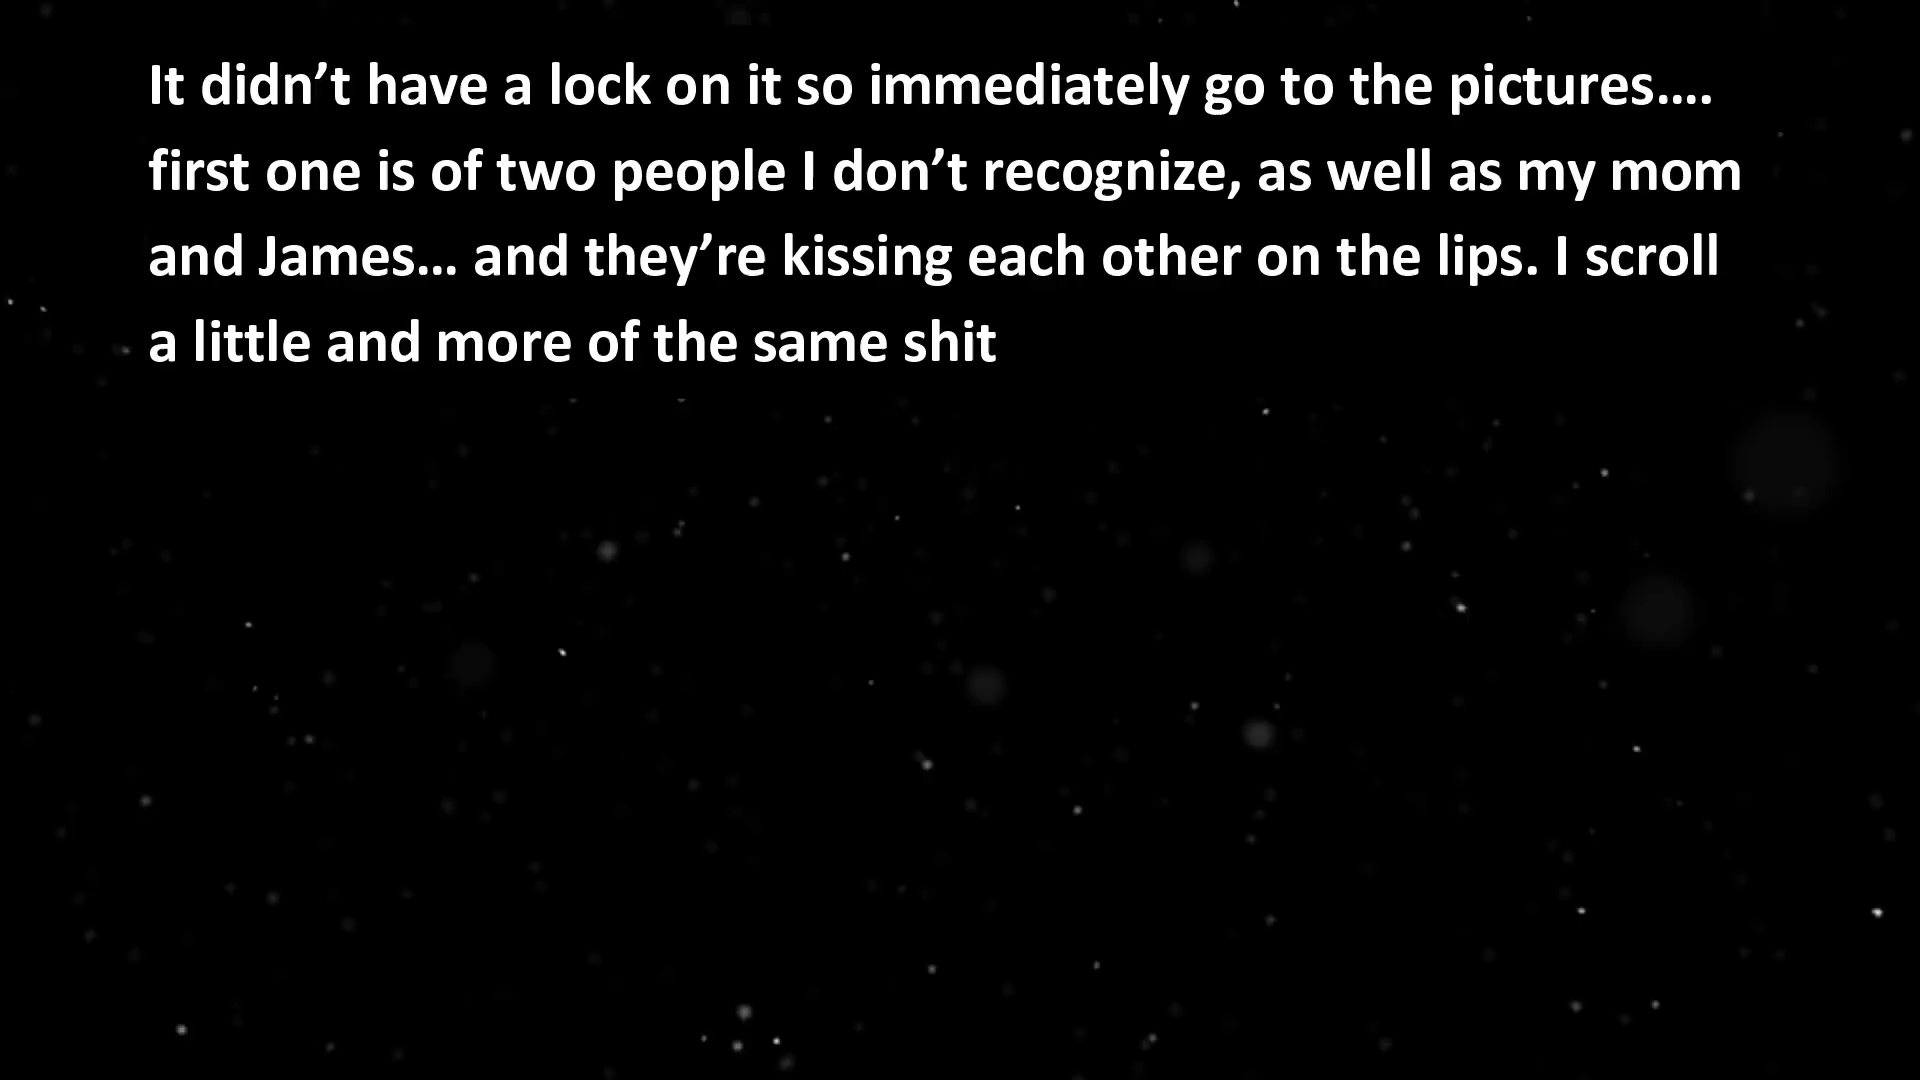 It didn’t have a lock on it so immediately go to the pictures....
first one is of two people I don’t recognize, as well as my mom
and James... and they’re kissing each other on the lips. I scroll
a little and more of the same shit